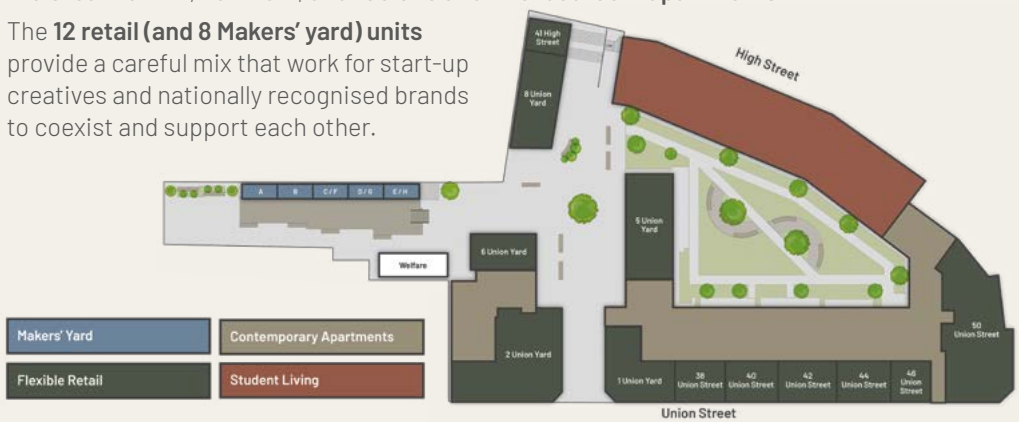 The 12 retail (and 8 Makers' yard) units
provide a careful mix that work for start-up
creatives and nationally recognised brands
to coexist and support each other.
41 High
Street
8 Union
Yard
High Street
A
B
C/F
D/G
E/H
5 Union
Yard
6 Union Yard
Welfare
2 Union Yard
1 Union Yard
38
Union Street
40
Union Street
42
Union Street
44
Union Street
46
Union
Street
50
Union Street
Makers' Yard
Contemporary Apartments
Flexible Retail
Student Living
Union Street